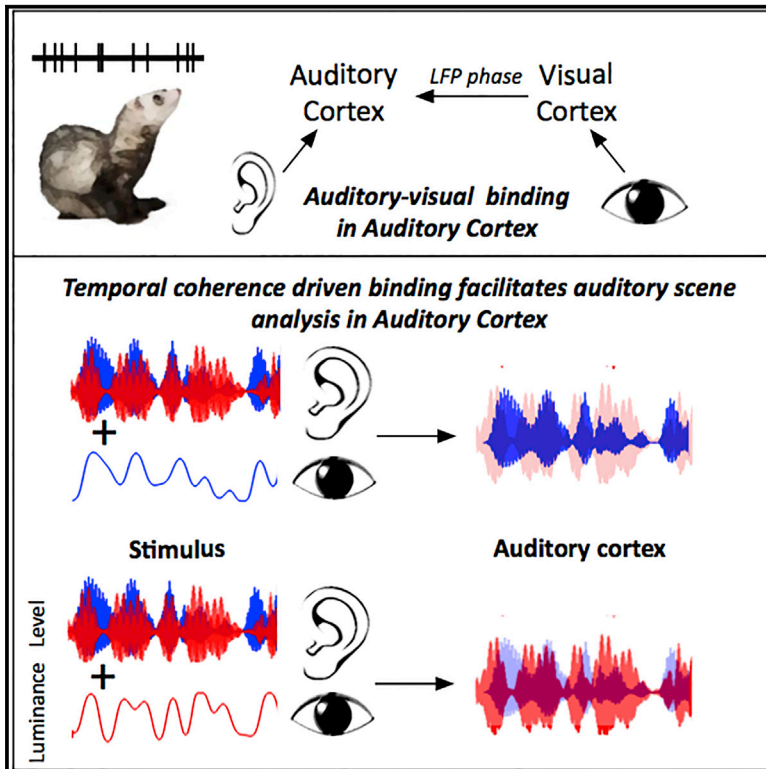 Auditory Cortex
LFP phase
Visual Cortex
Auditory-visual binding
in Auditory Cortex
Temporal coherence driven binding facilitates auditory scene
analysis in Auditory Cortex
+
Stimulus
Auditory cortex
Level
+
Luminance